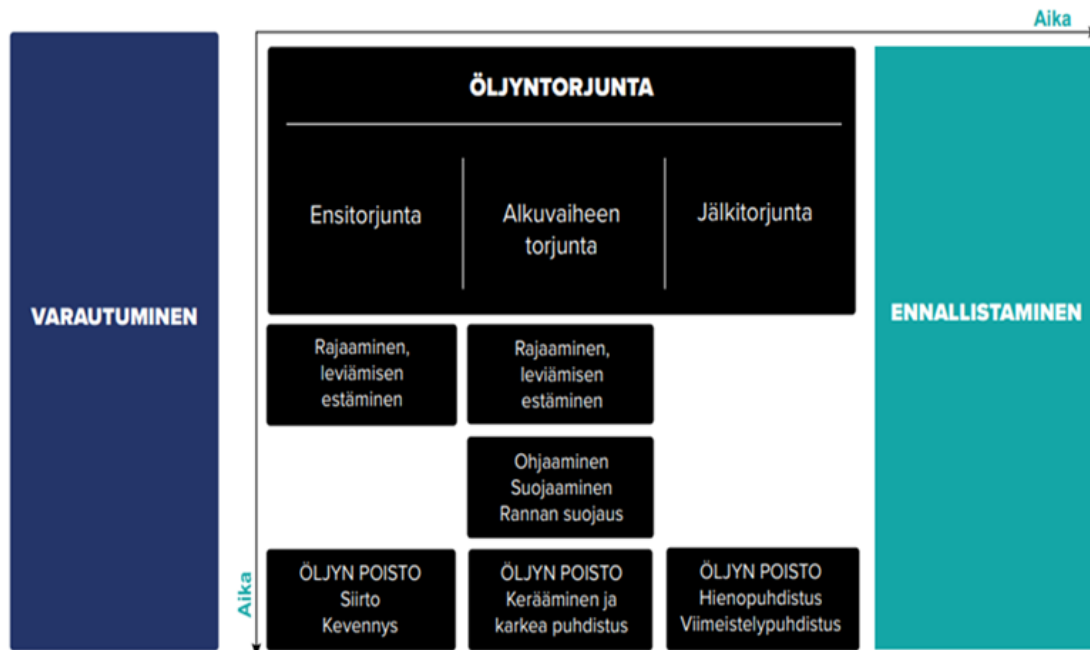 Aika
VARAUTUMINEN
Aika
ÖLJYNTORJUNTA
Ensitorjunta
Alkuvaiheen
torjunta
Jälkitorjunta
Rajaaminen,
leviämisen
estäminen
Rajaaminen,
leviämisen
estäminen
Ohjaaminen
Suojaaminen
Rannan suojaus
ÖLJYN POISTO
Siirto
Kevennys
ÖLJYN POISTO
Kerääminen ja
karkea puhdistus
ÖLJYN POISTO
Hienopuhdistus
Viimeistelypuhdistus
ENNALLISTAMINEN